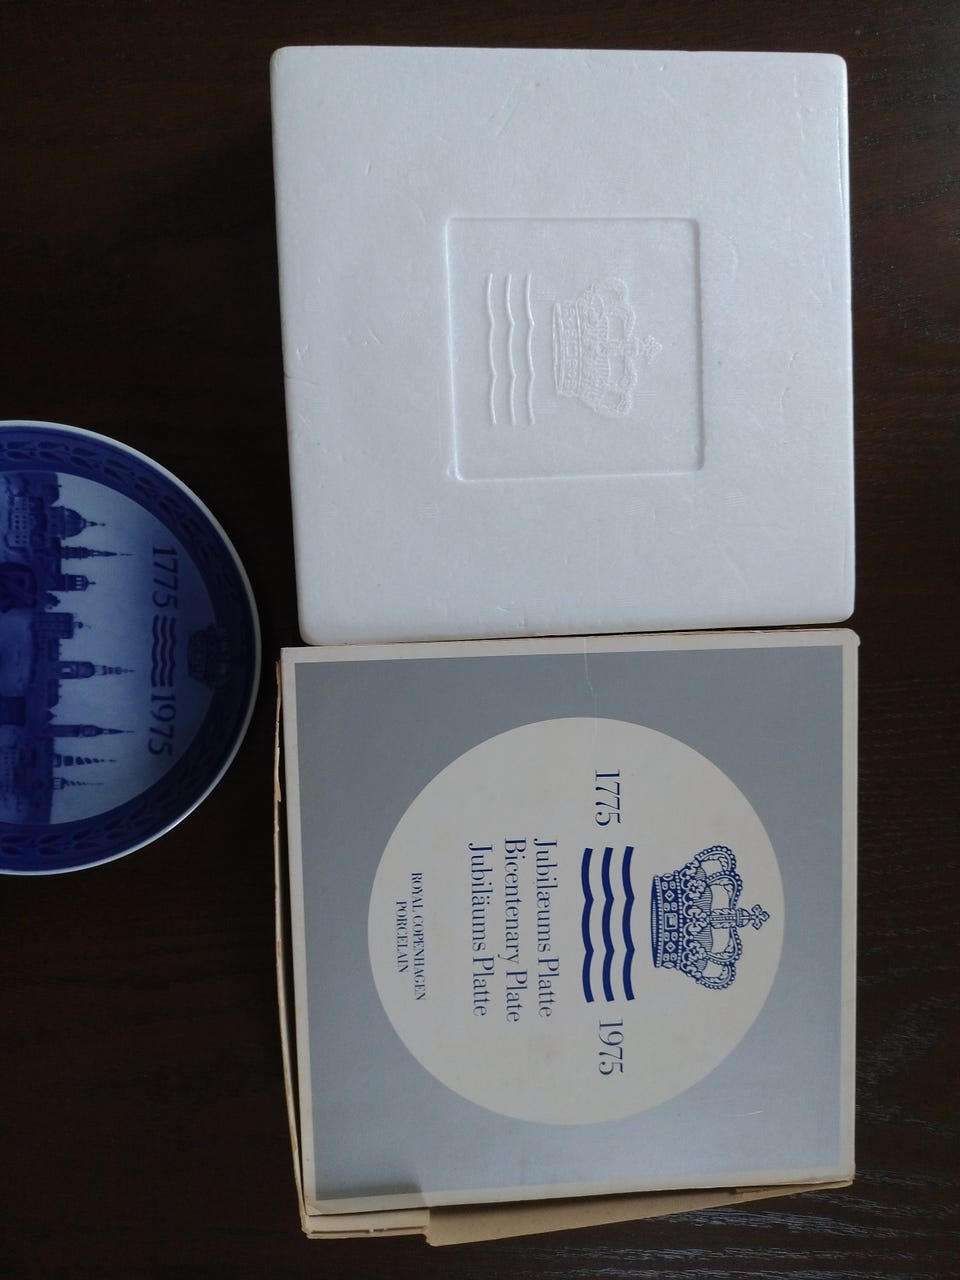 1775 1975
1775 1975
Jubilæums Platte
Bicentenary Plate
Jubiläums Platte
ROYAL COPENHAGEN
PORCELAIN